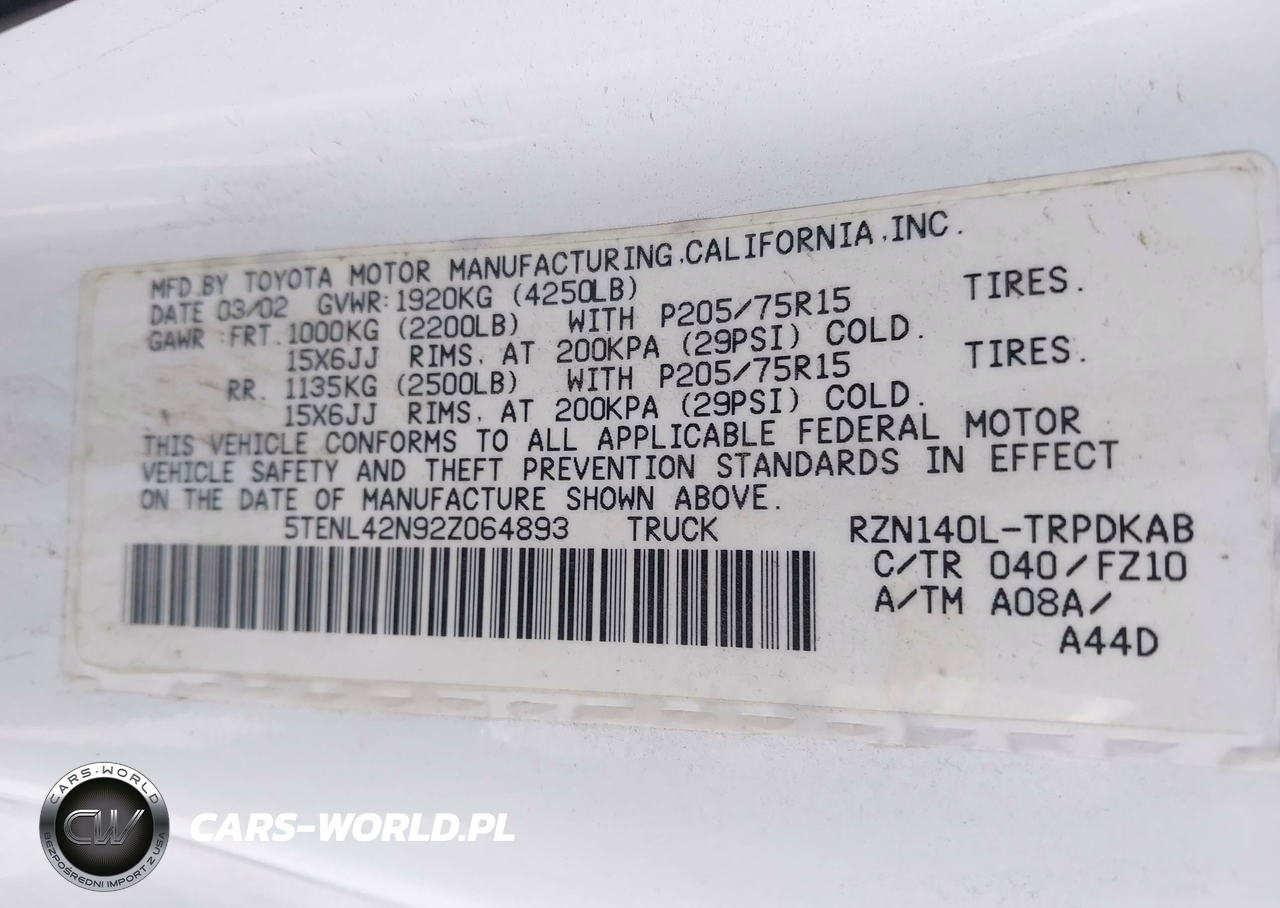 MFD.BY TOYOTA MOTOR MANUFACTURING,CALIFORNIA,INC.
DATE 03/02 GVWR:1920KG (4250LB)
GAWR FRT.1000KG (2200LB) WITH P205/75R15 TIRES.
15X6JJ RIMS, AT 200KPA (29PSI) COLD.
RR. 1135KG (2500LB) WITH P205/75R15 TIRES.
15X6JJ RIMS, AT 200KPA (29PSI) COLD.
THIS VEHICLE CONFORMS TO ALL APPLICABLE FEDERAL MOTOR
VEHICLE SAFETY AND THEFT PREVENTION STANDARDS IN EFFECT
ON THE DATE OF MANUFACTURE SHOWN ABOVE.
5TENL42N92Z064893 TRUCK RZN140L-TRPDKAB
C/TR 040/FZ10
A/TM A08A/
A44D
CARS-WORLD
CW
BEZPOŚREDNI IMPORT Z USA
CARS-WORLD.PL